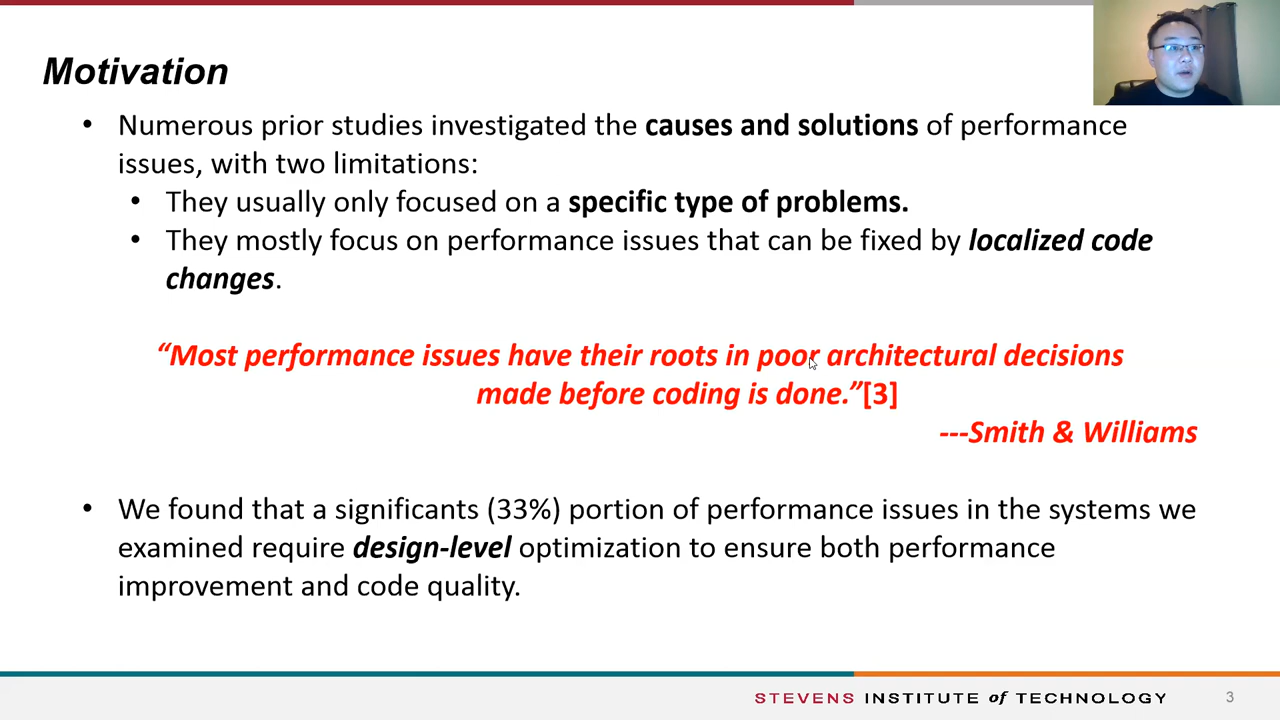 Motivation
• Numerous prior studies investigated the causes and solutions of performance
issues, with two limitations:
• They usually only focused on a specific type of problems.
• They mostly focus on performance issues that can be fixed by localized code
changes.
“Most performance issues have their roots in poor architectural decisions
made before coding is done.”[3]
---Smith & Williams
• We found that a significants (33%) portion of performance issues in the systems we
examined require design-level optimization to ensure both performance
improvement and code quality.
STEVENS INSTITUTE of TECHNOLOGY
3